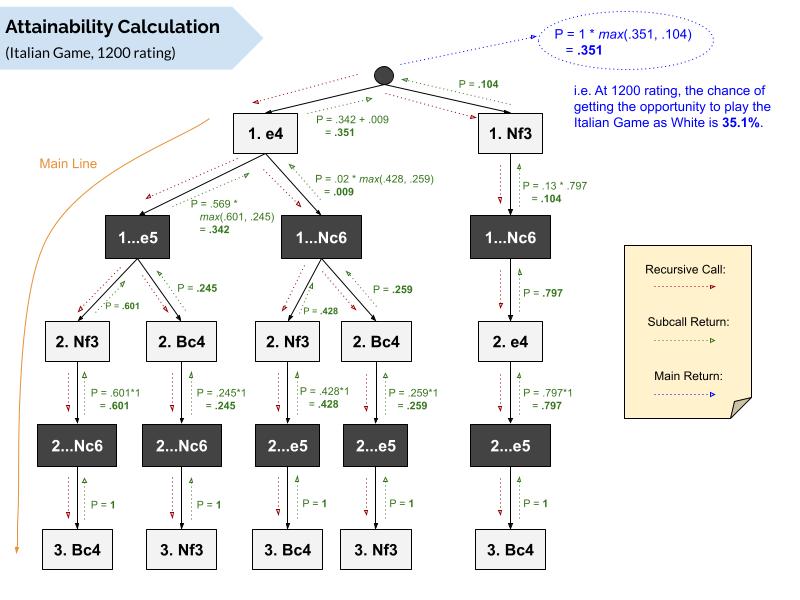 Attainability Calculation
(Italian Game, 1200 rating)
P = 1 * max(.351, .104)
= .351
i.e. At 1200 rating, the chance of
getting the opportunity to play the
Italian Game as White is 35.1%.
P = .104
P = .342 + .009
= .351
1. e4
1. Nf3
Main Line
P = .02 * max(.428, .259)
= .009
P = .13 * .797
= .104
P = .569 *
max(.601, .245)
= .342
1...e5
1...Nc6
1...Nc6
P = .601
P = .245
P = .428
P = .259
P = .797
2. Nf3
2. Bc4
2. Nf3
2. Bc4
2. e4
P = .601*1
= .601
P = .245*1
= .245
P = .428*1
= .428
P = .259*1
= .259
P = .797*1
= .797
2...Nc6
2...Nc6
2...e5
2...e5
2...e5
P = 1
P = 1
P = 1
P = 1
P = 1
3. Bc4
3. Nf3
3. Bc4
3. Nf3
3. Bc4
Recursive Call:
Subcall Return:
Main Return: